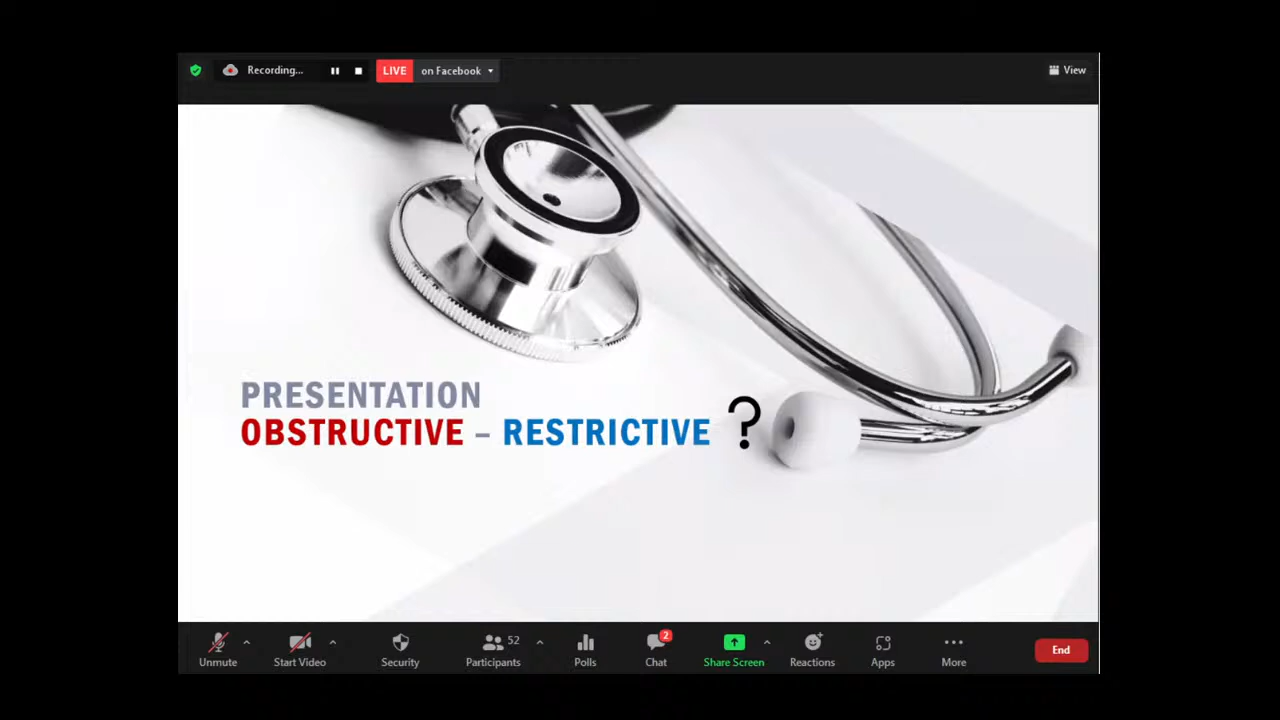 Recording...
LIVE on Facebook
View
PRESENTATION
OBSTRUCTIVE – RESTRICTIVE ?
52
2
Unmute Start Video Security Participants Polls Chat Share Screen Reactions Apps More End